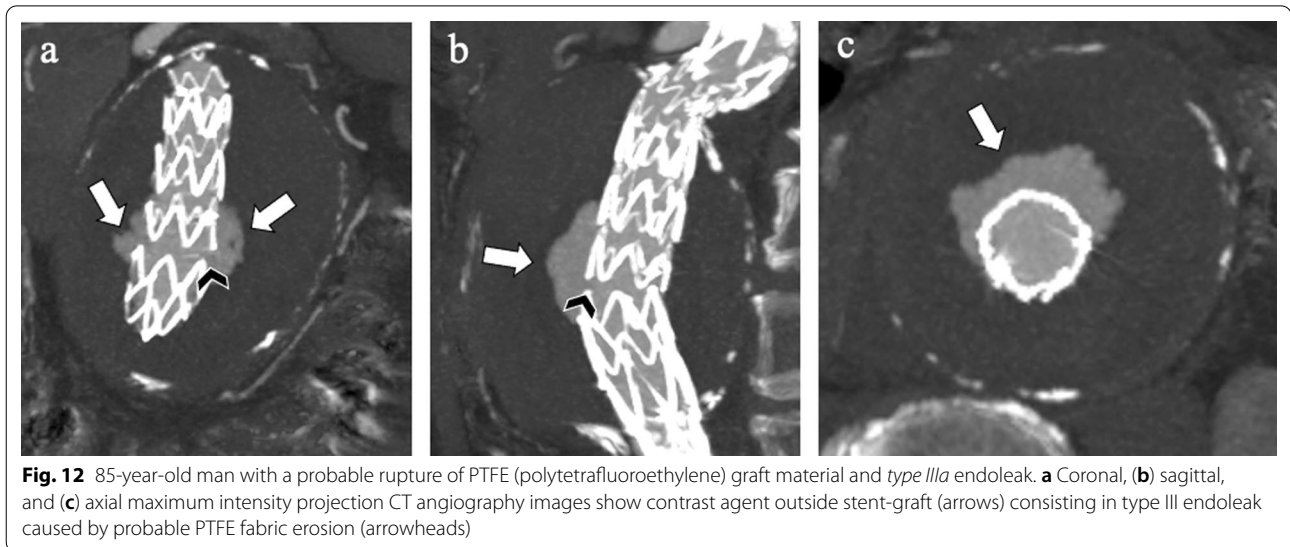 a
b
c
Fig. 12 85-year-old man with a probable rupture of PTFE (polytetrafluoroethylene) graft material and type IIIa endoleak. a Coronal, (b) sagittal,
and (c) axial maximum intensity projection CT angiography images show contrast agent outside stent-graft (arrows) consisting in type III endoleak
caused by probable PTFE fabric erosion (arrowheads)